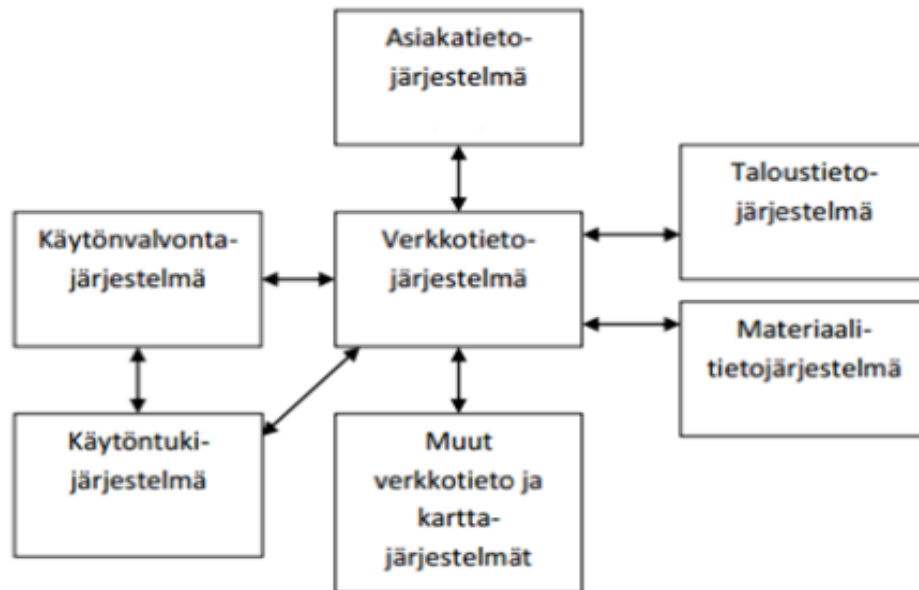 Asiakatieto-
järjestelmä
Taloustieto-
järjestelmä
Käytönvalvonta-
järjestelmä
Verkkotieto-
järjestelmä
Materiaali-
tietojärjestelmä
Käytöntuki-
järjestelmä
Muut
verkkotieto ja
kartta-
järjestelmät